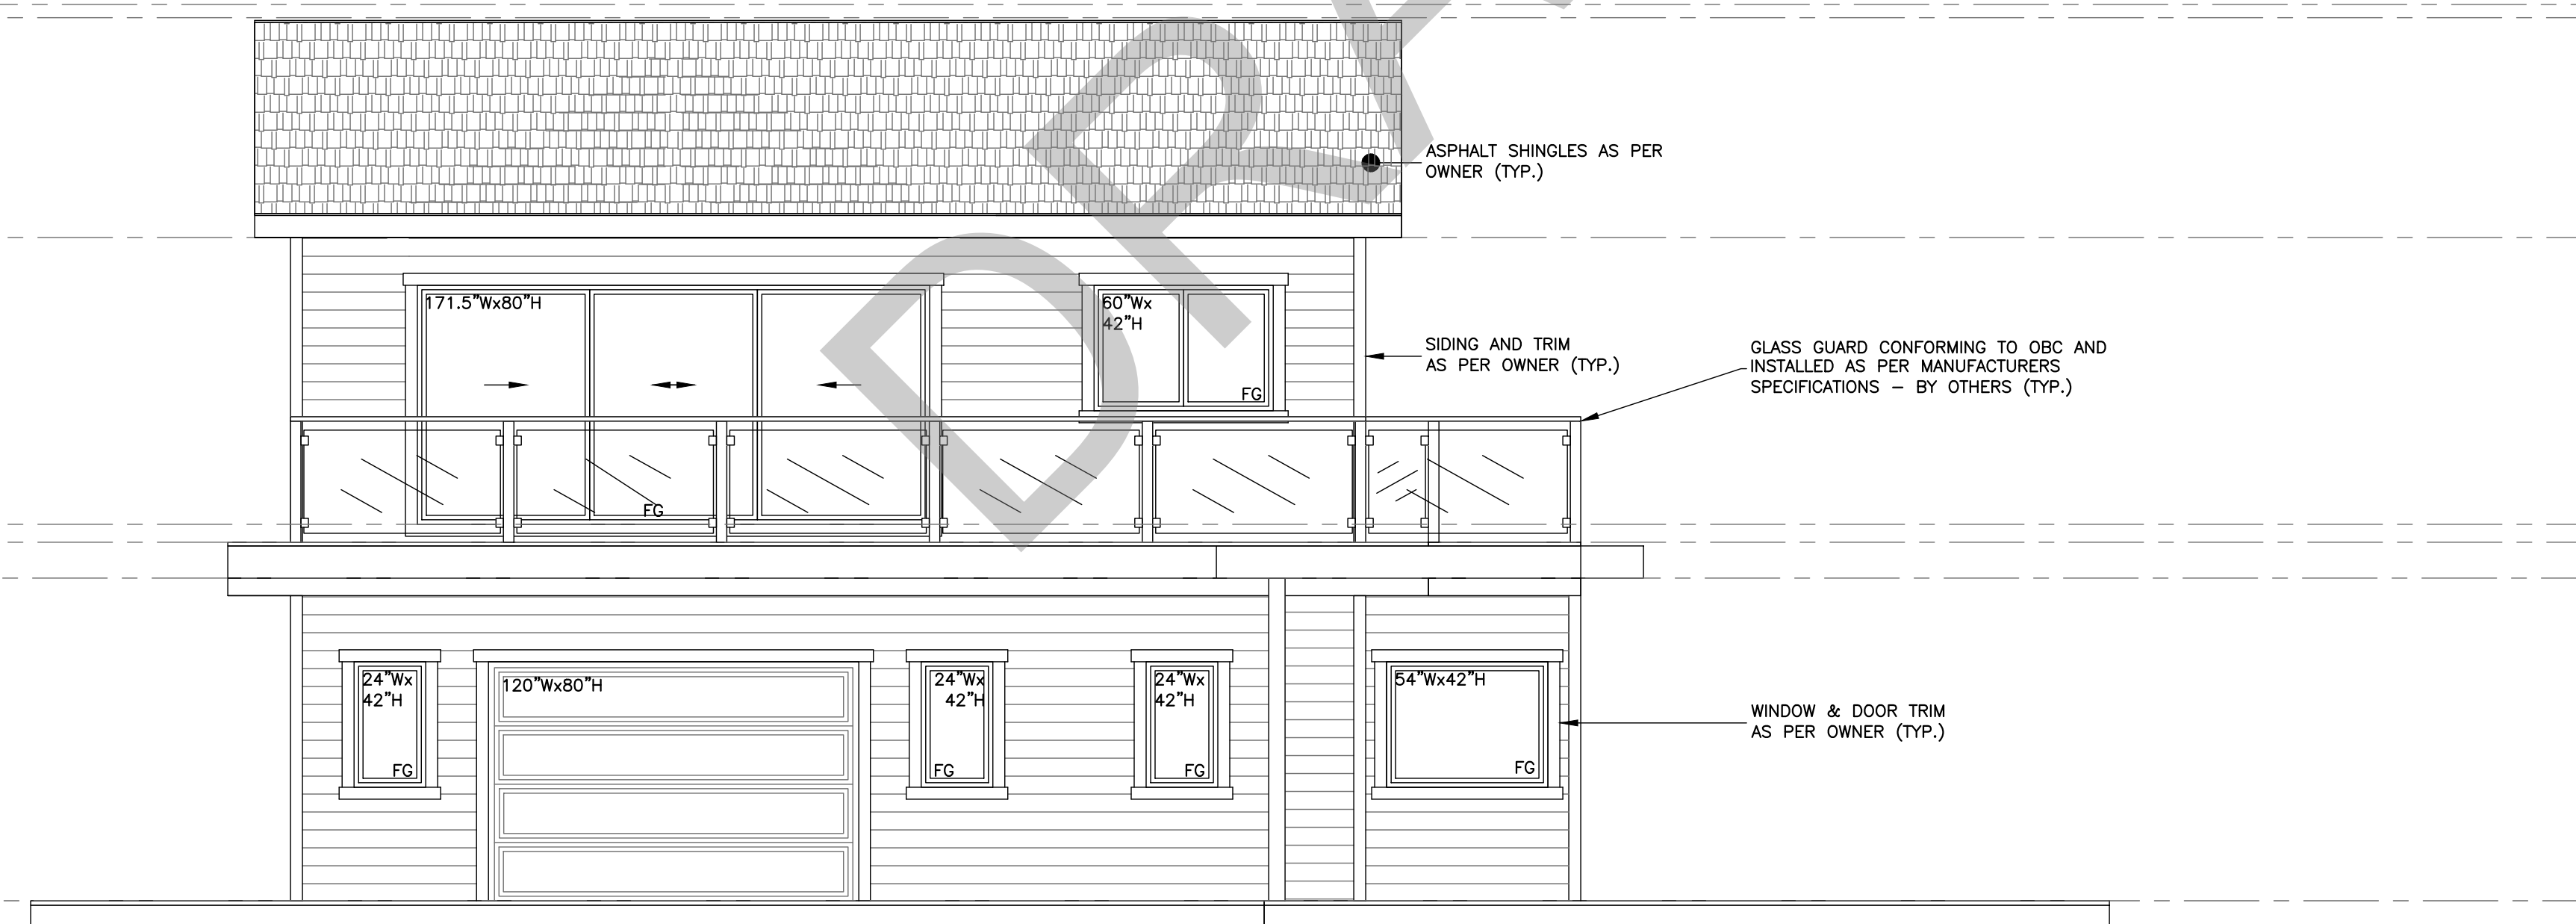 ASPHALT SHINGLES AS PER
OWNER (TYP.)
171.5"Wx80"H
60"Wx
42"H
FG
SIDING AND TRIM
AS PER OWNER (TYP.)
GLASS GUARD CONFORMING TO OBC AND
INSTALLED AS PER MANUFACTURERS
SPECIFICATIONS – BY OTHERS (TYP.)
FG
24"Wx
42"H
FG
120"Wx80"H
24"Wx
42"H
FG
24"Wx
42"H
FG
54"Wx42"H
FG
WINDOW & DOOR TRIM
AS PER OWNER (TYP.)